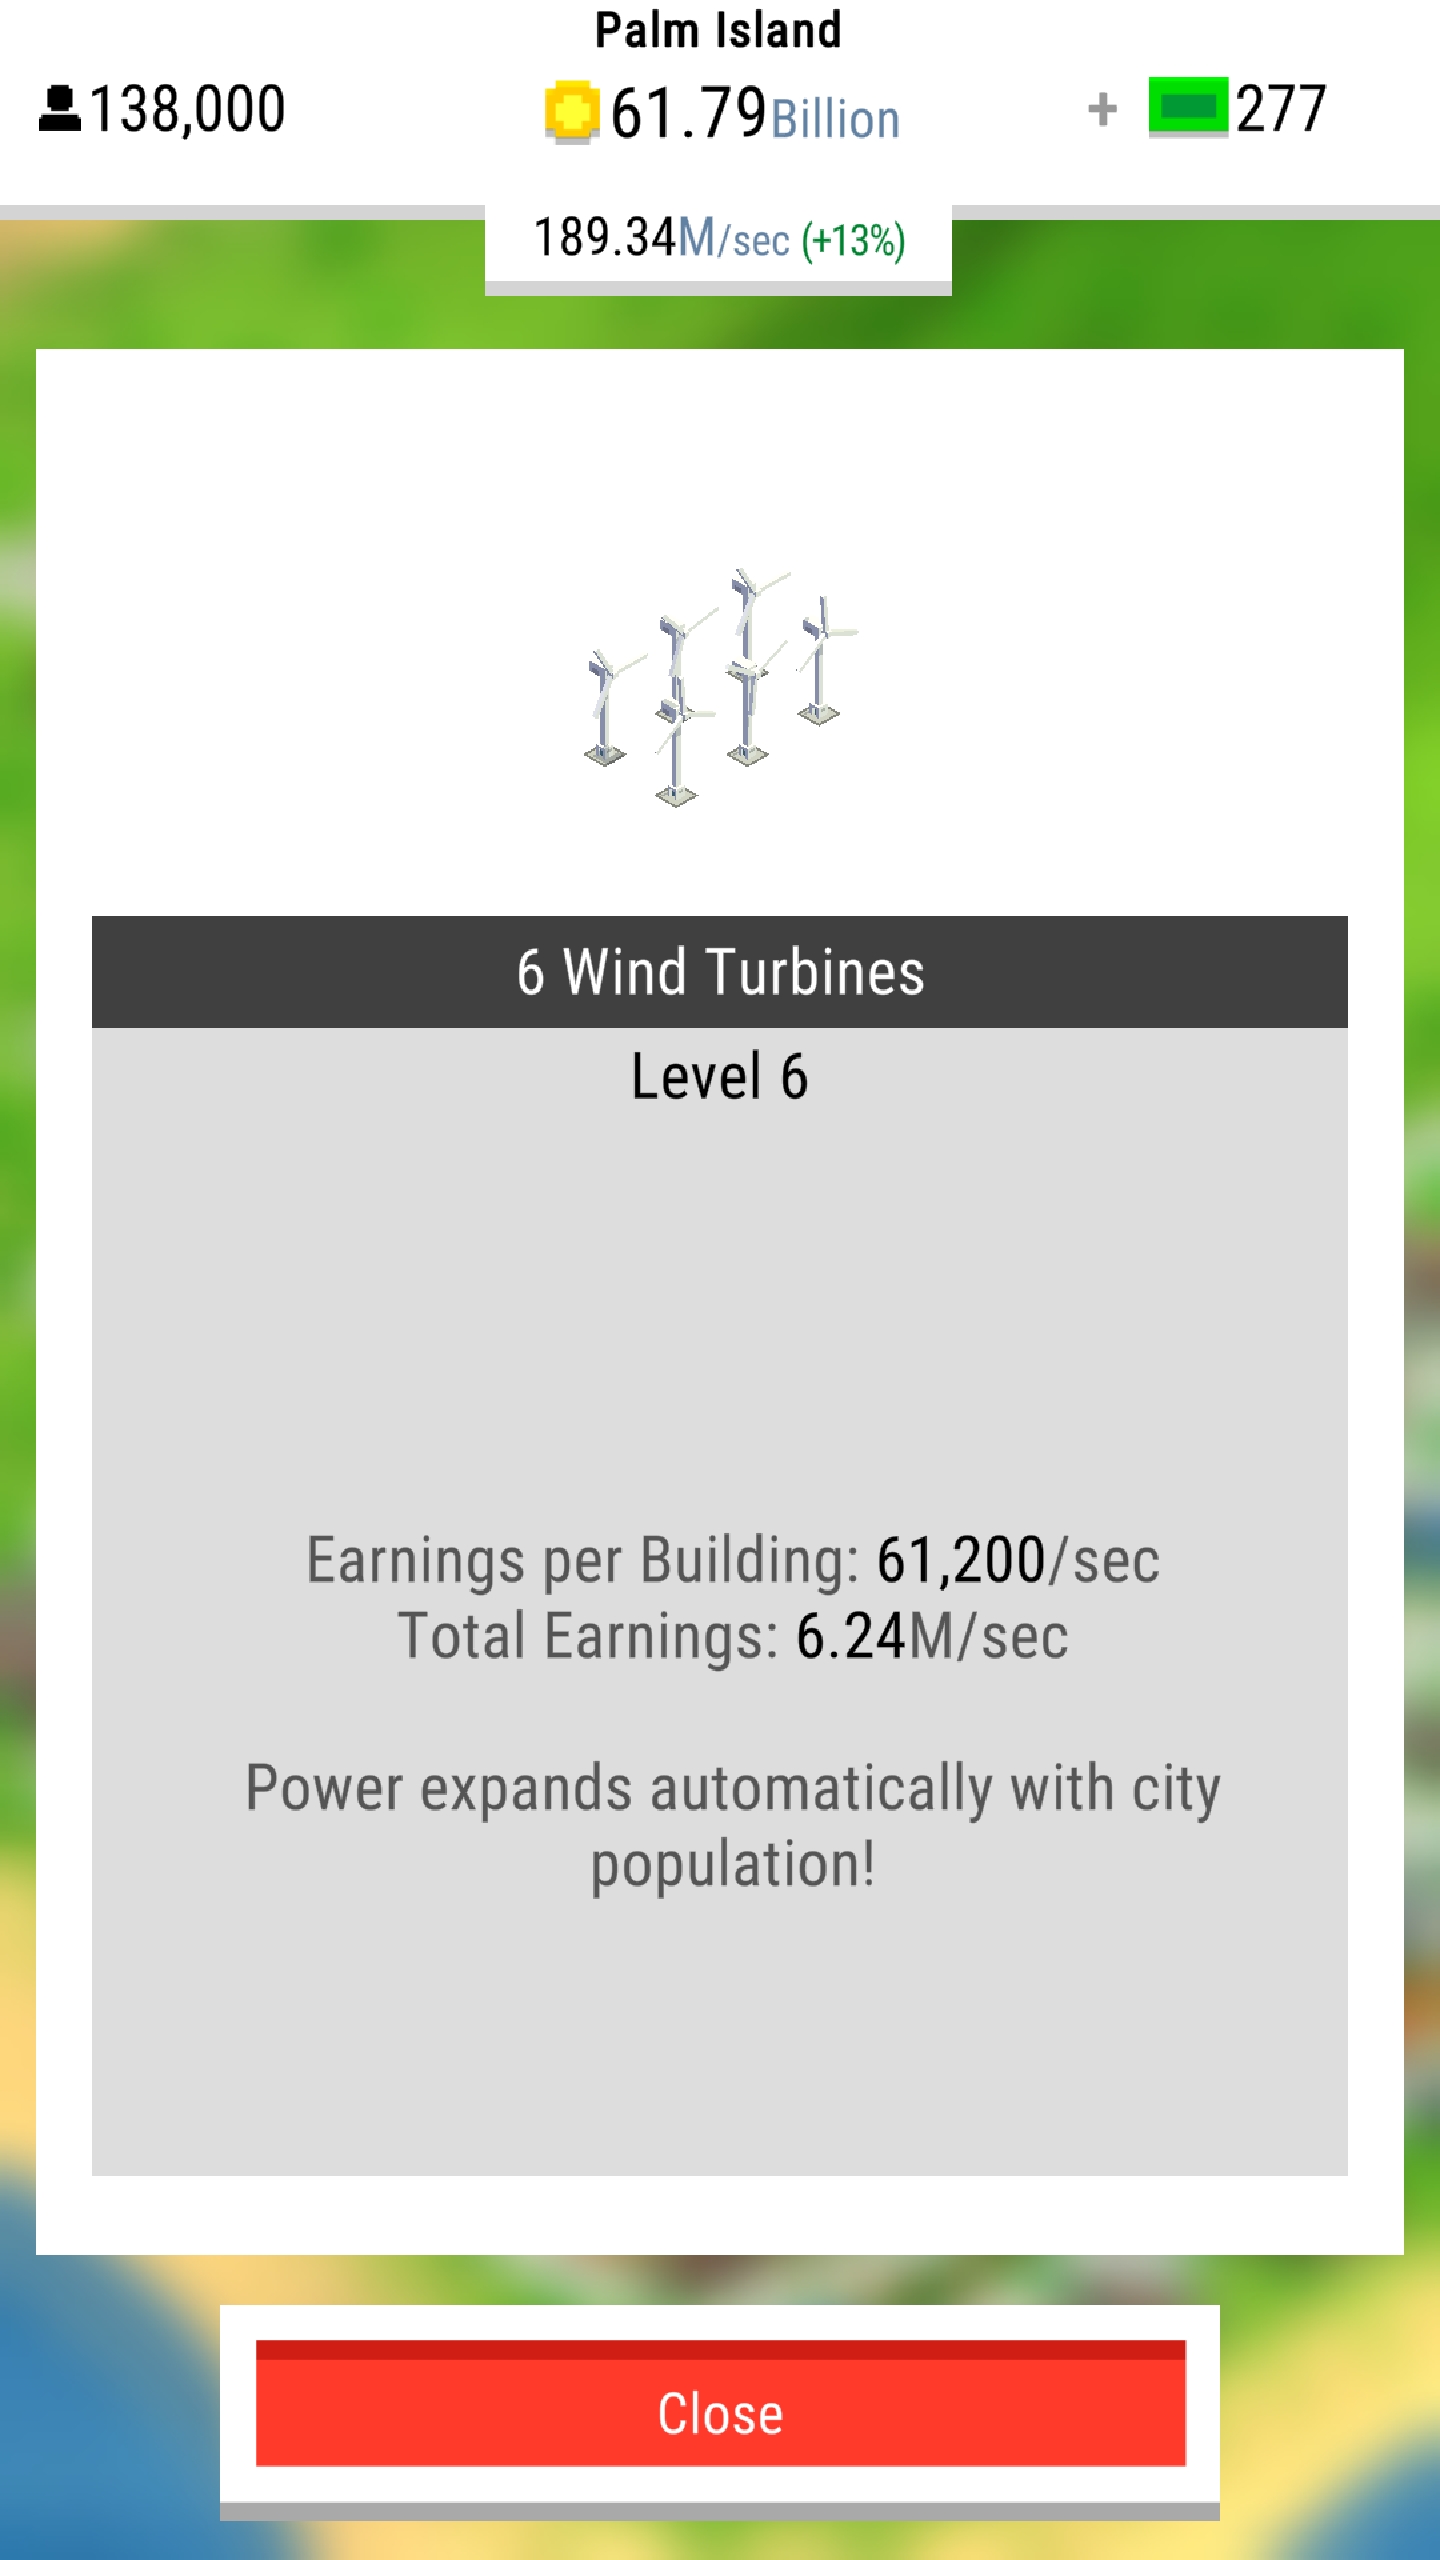 Palm Island
138,000
61.79Billion
+ 277
189.34M/sec (+13%)
6 Wind Turbines
Level 6
Earnings per Building: 61,200/sec
Total Earnings: 6.24M/sec
Power expands automatically with city
population!
Close